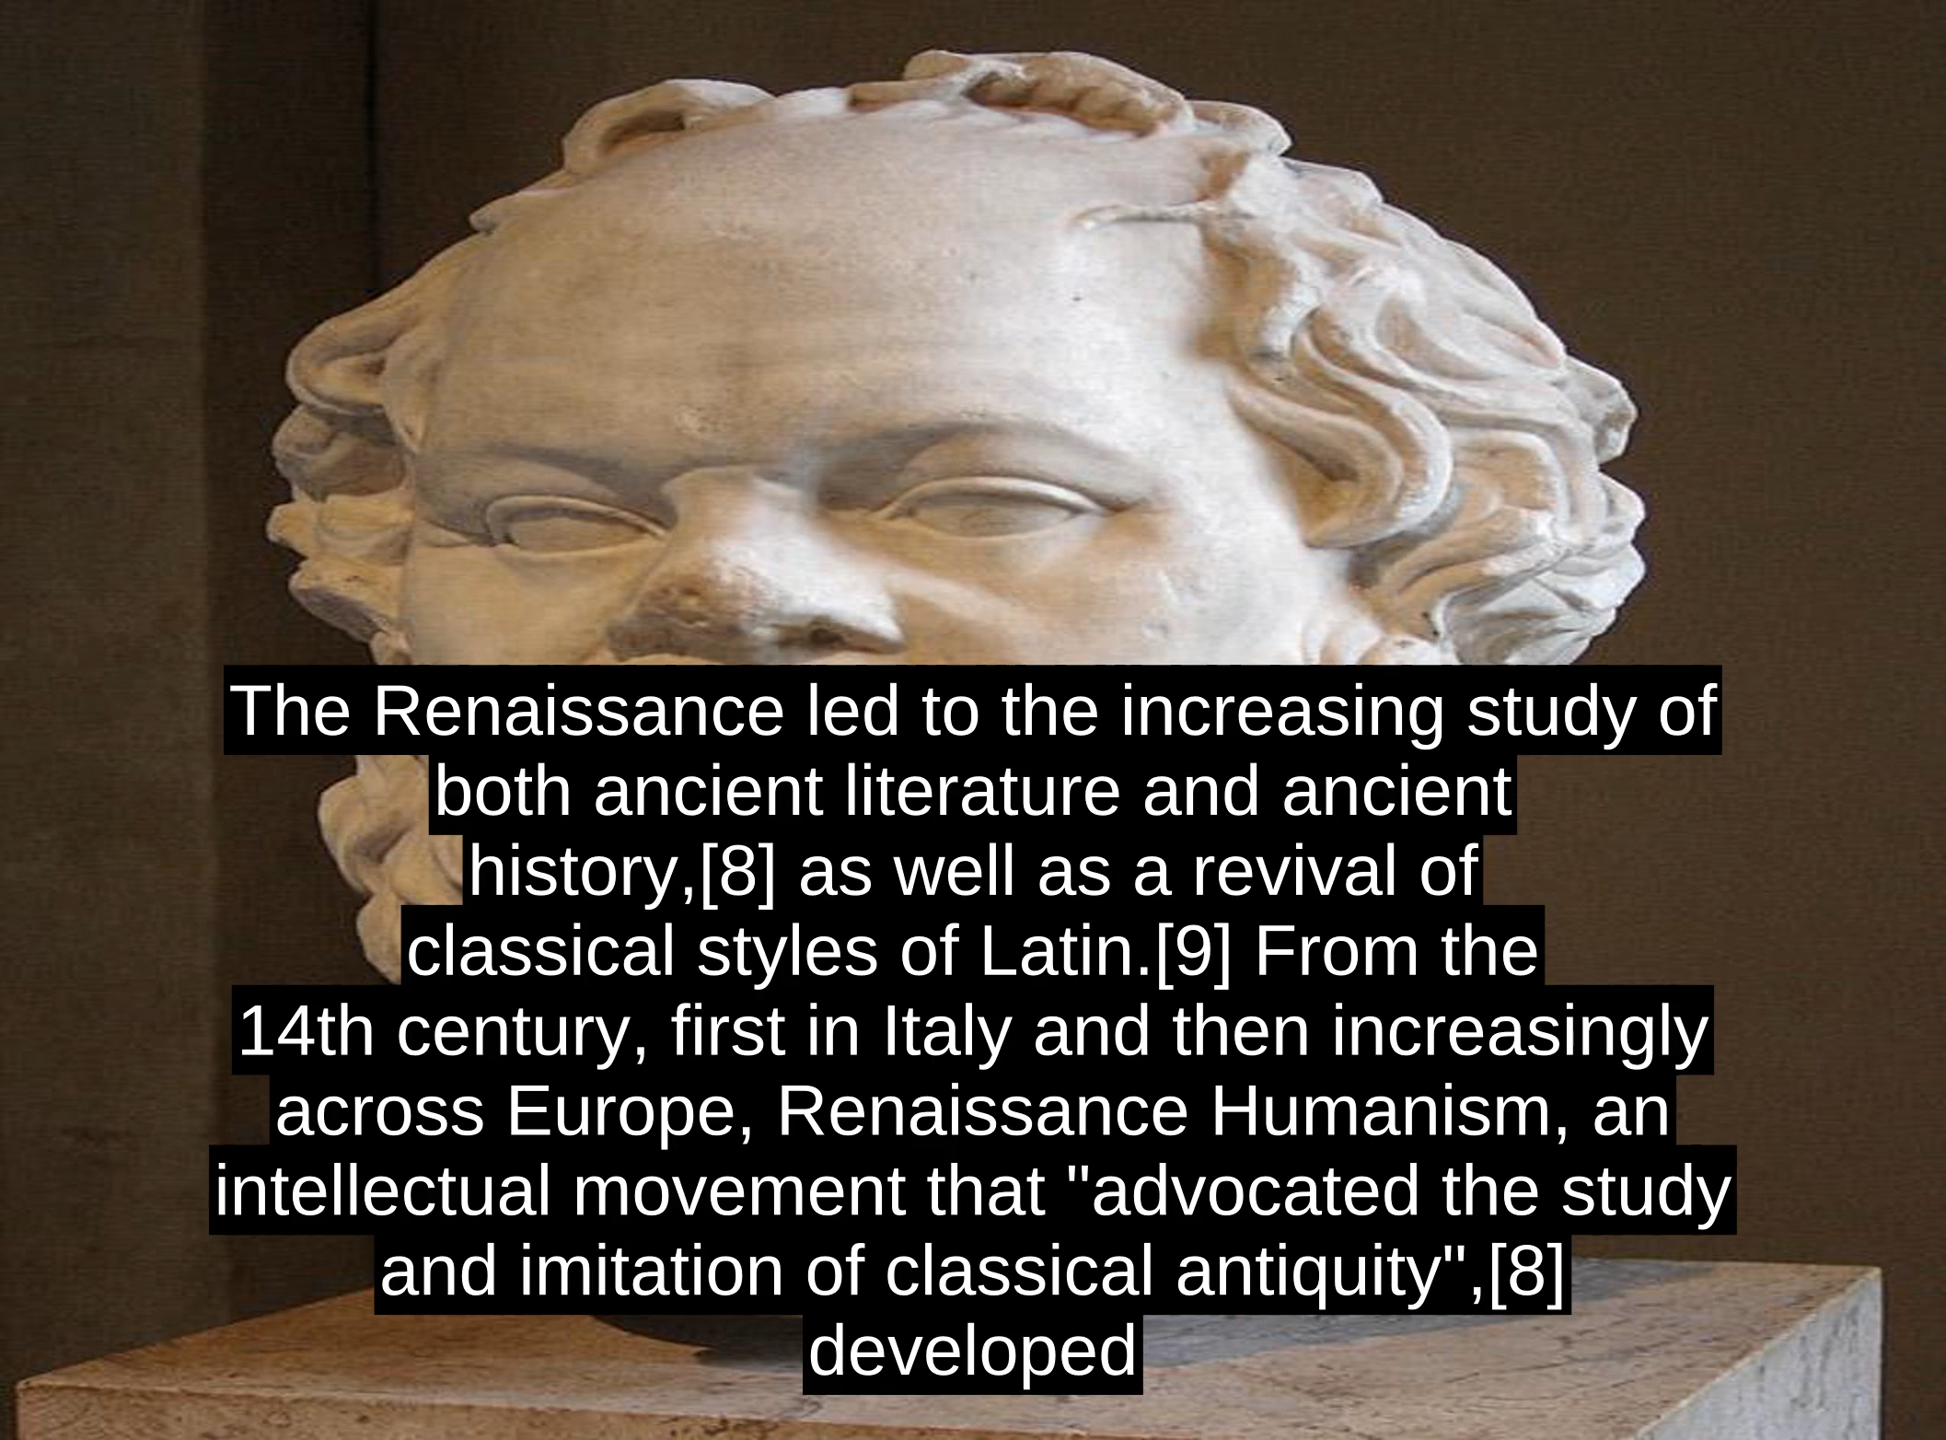 The Renaissance led to the increasing study of
both ancient literature and ancient
history,[8] as well as a revival of
classical styles of Latin.[9] From the
14th century, first in Italy and then increasingly
across Europe, Renaissance Humanism, an
intellectual movement that "advocated the study
and imitation of classical antiquity",[8]
developed